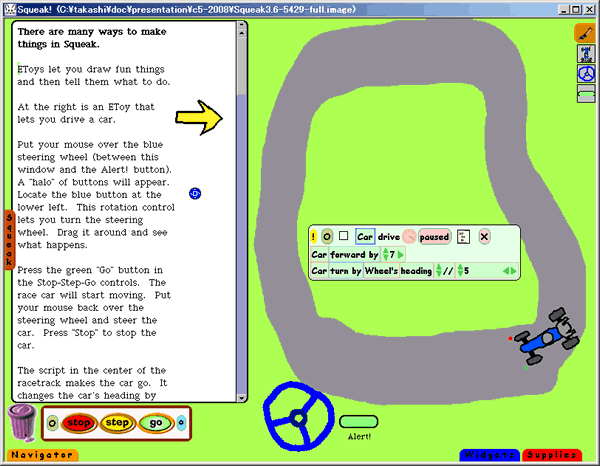 Squeak! (C:¥takashi¥doc¥presentation¥c5-2008¥Squeak3.6-5429-full.image)
There are many ways to make
things in Squeak.
EToys let you draw fun things
and then tell them what to do.
At the right is an EToy that
lets you drive a car.
Put your mouse over the blue
steering wheel (between this
window and the Alert! button).
A "halo" of buttons will appear.
Locate the blue button at the
lower left.  This rotation control
lets you turn the steering
wheel.  Drag it around and see
what happens.
Press the green "Go" button in
the Stop-Step-Go controls.  The
race car will start moving.  Put
your mouse back over the
steering wheel and steer the
car.  Press "Stop" to stop the
car.
The script in the center of the
racetrack makes the car go.  It
changes the car's heading by
Squeak
! Car drive paused
Car forward by 7
Car turn by Wheel's heading // 5
stop step go
Alert!
Navigator
Widgets
Supplies